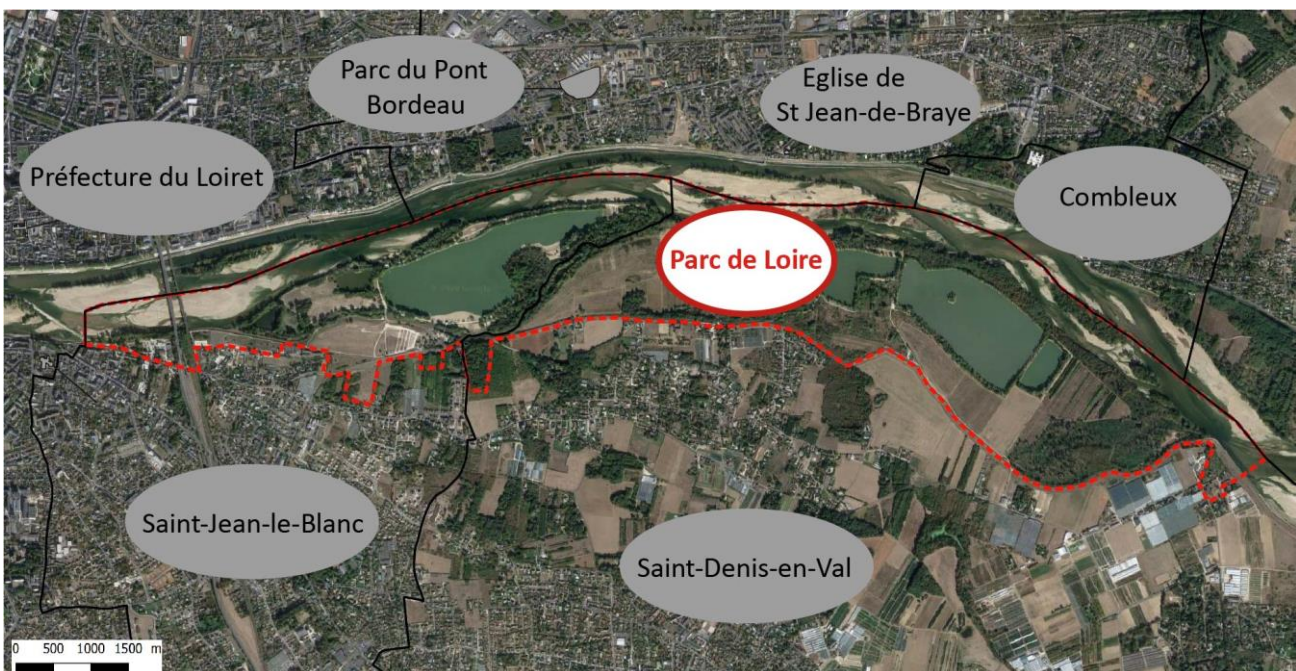 Parc du Pont
Bordeau
Eglise de
St Jean-de-Braye
Préfecture du Loiret
Combleux
Parc de Loire
Saint-Jean-le-Blanc
Saint-Denis-en-Val
0 500 1000 1500 m